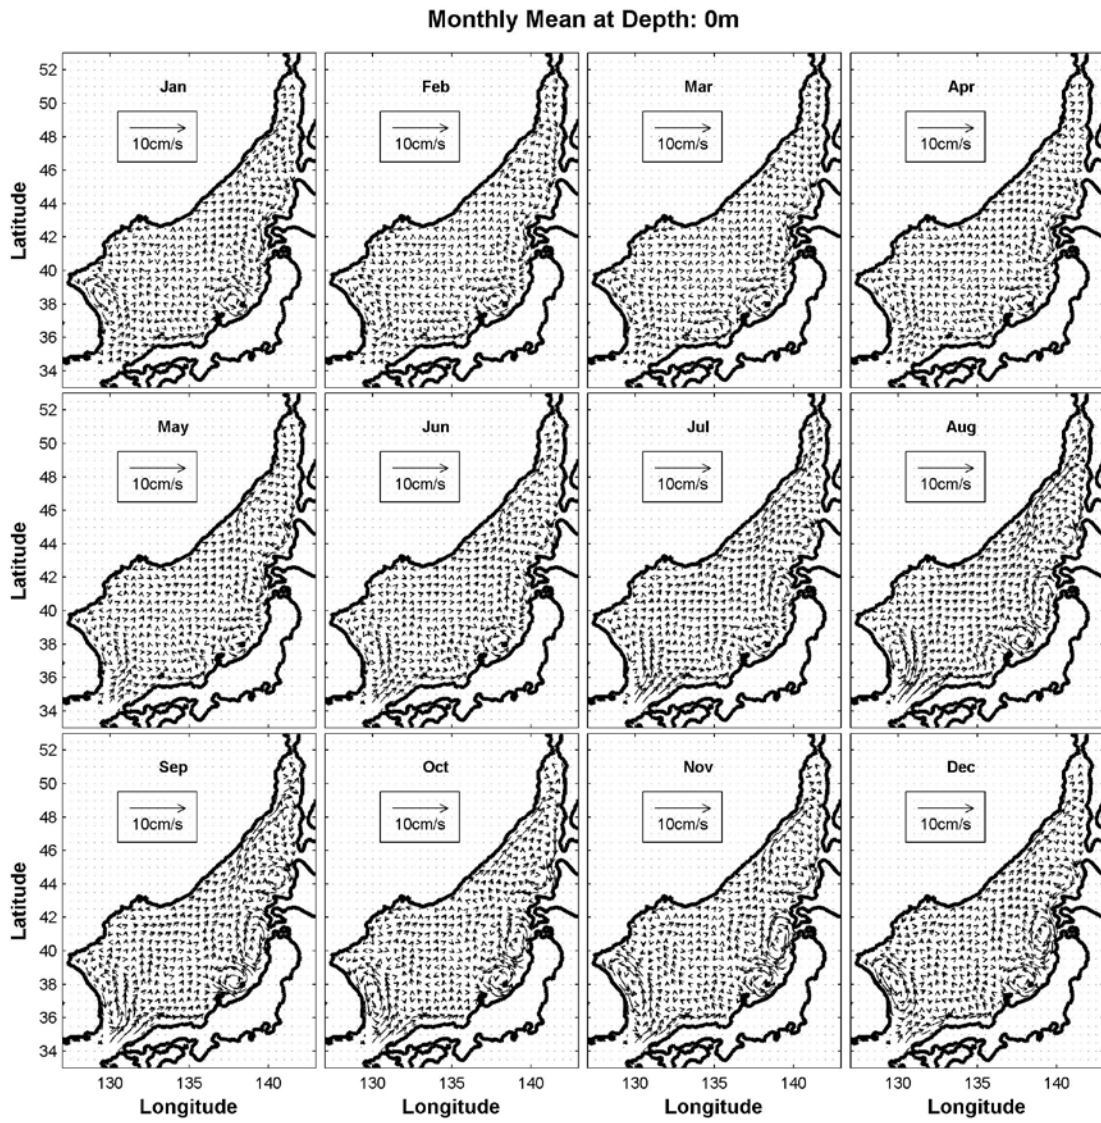 Monthly Mean at Depth: 0m
Jan Feb Mar Apr
10cm/s 10cm/s 10cm/s 10cm/s
52
50
48
46
44
42
40
38
36
34
Latitude
May Jun Jul Aug
10cm/s 10cm/s 10cm/s 10cm/s
52
50
48
46
44
42
40
38
36
34
Latitude
Sep Oct Nov Dec
10cm/s 10cm/s 10cm/s 10cm/s
52
50
48
46
44
42
40
38
36
34
Latitude
130 135 140 130 135 140 130 135 140 130 135 140
Longitude Longitude Longitude Longitude